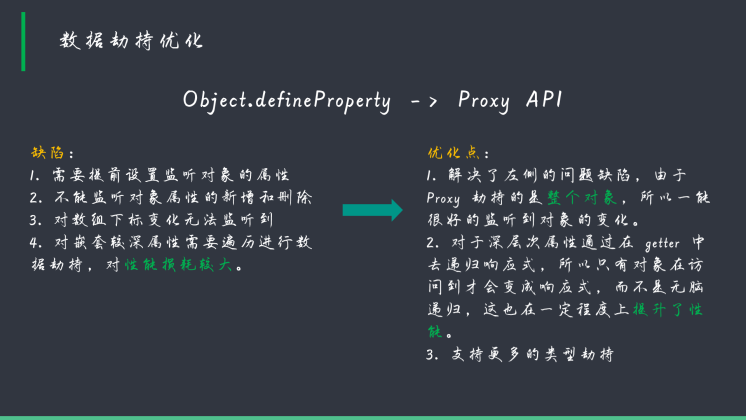 数据劫持优化
Object.defineProperty -> Proxy API
缺陷：
1. 需要提前设置监听对象的属性
2. 不能监听对象属性的新增和删除
3. 对数组下标变化无法监听到
4. 对嵌套较深属性需要遍历进行数
据劫持，对性能损耗较大。
优化点：
1. 解决了左侧的问题缺陷，由于
Proxy 劫持的是整个对象，所以一能
很好的监听到对象的变化。
2. 对于深层次属性通过在 getter 中
去递归响应式，所以只有对象在访
问到才会变成响应式，而不是无脑
递归，这也在一定程度上提升了性
能。
3. 支持更多的类型劫持